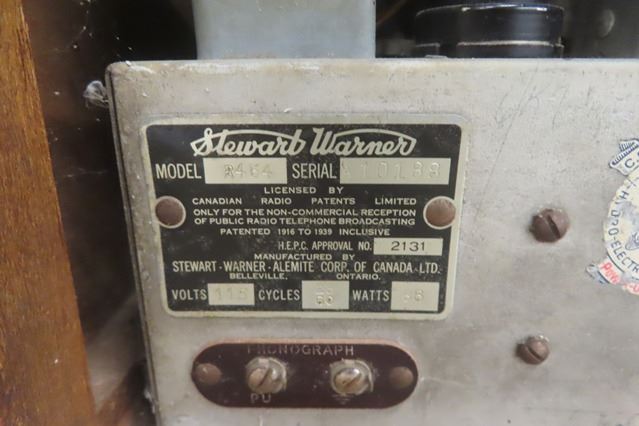 Stewart Warner
MODEL SERIAL 10188
LICENSED BY
CANADIAN RADIO PATENTS LIMITED
ONLY FOR THE NON-COMMERCIAL RECEPTION
OF PUBLIC RADIO TELEPHONE BROADCASTING
PATENTED 1916 TO 1939 INCLUSIVE
H.E.P.C. APPROVAL NO. 2131
MANUFACTURED BY
STEWART-WARNER-ALEMITE CORP. OF CANADA-LTD.
BELLEVILLE, ONTARIO.
VOLTS 115 CYCLES WATTS
PHONOGRAPH
PU